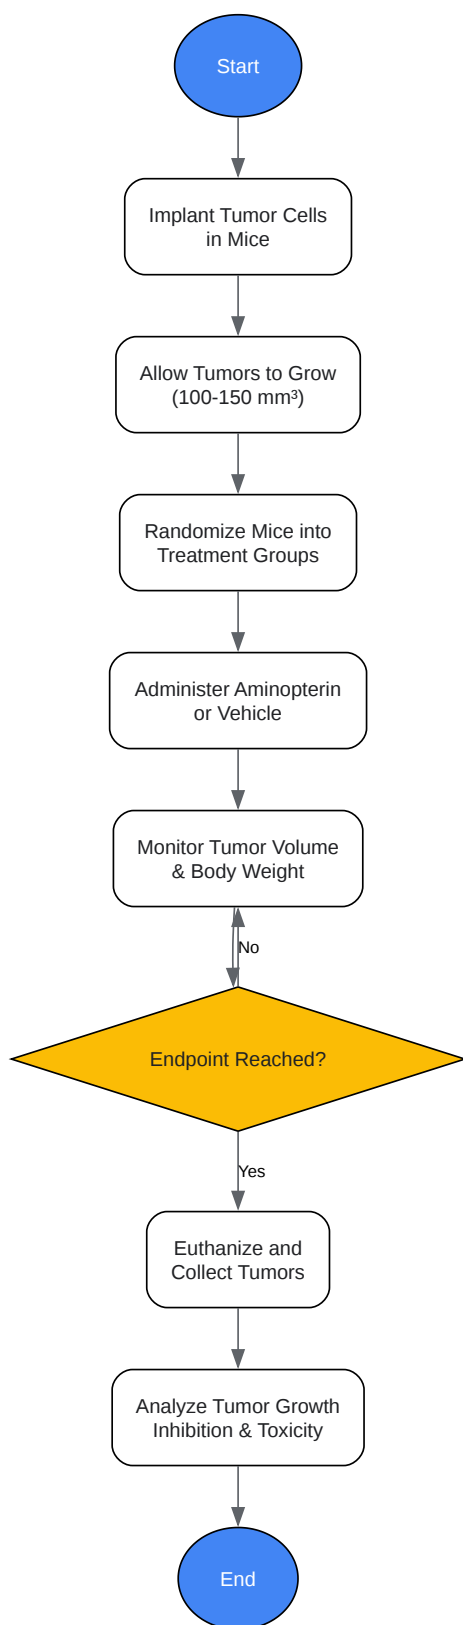 Start
Implant Tumor Cells
in Mice
Allow Tumors to Grow
(100-150 mm³)
Randomize Mice into
Treatment Groups
Administer Aminopterin
or Vehicle
Monitor Tumor Volume
& Body Weight
No
Endpoint Reached?
Yes
Euthanize and
Collect Tumors
Analyze Tumor Growth
Inhibition & Toxicity
End